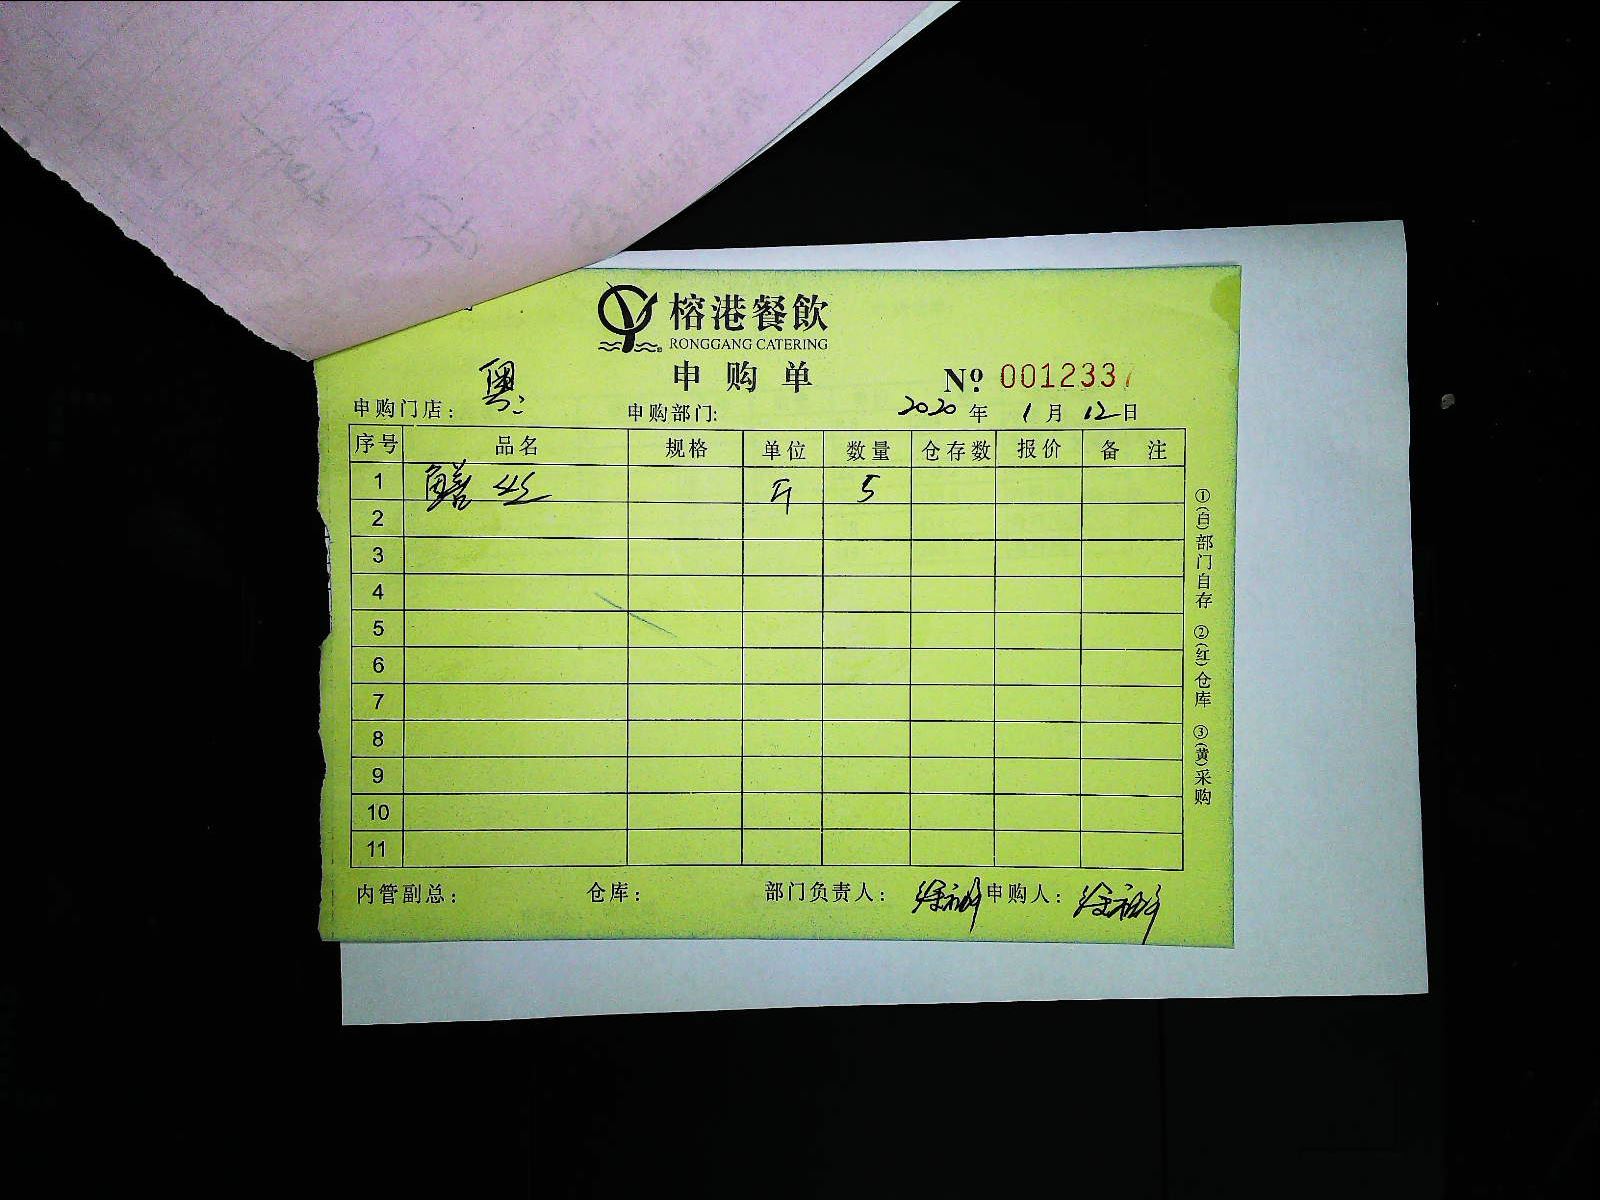 榕港餐飲
RONGGANG CATERING
申购单
№ 0012337
申购门店： 奥
申购部门:
2020 年 1 月 12 日
序号 品名 规格 单位 数量 仓存数 报价 备注
1 鳝丝 斤 5
2
3
4
5
6
7
8
9
10
11
①(白)部门自存 ②(红)仓库 ③(黄)采购
内管副总： 仓库： 部门负责人： 申购人：